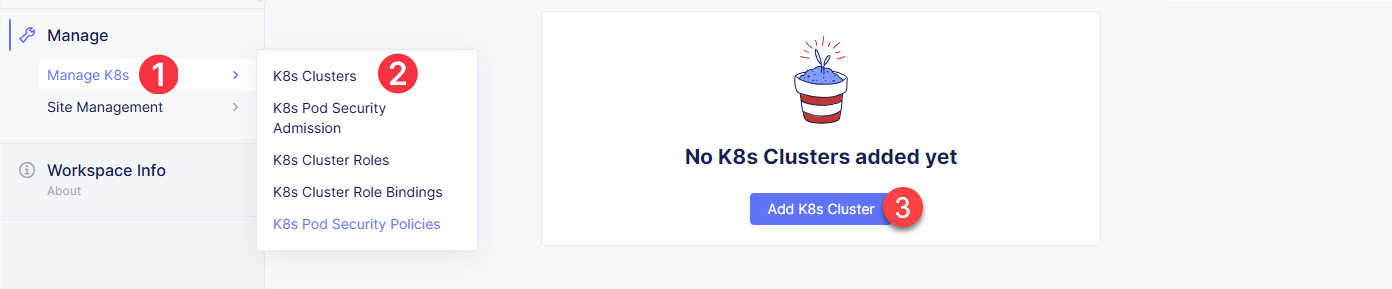 Manage
Manage K8s
1
Site Management
Workspace Info
About
K8s Clusters
2
K8s Pod Security
Admission
K8s Cluster Roles
K8s Cluster Role Bindings
K8s Pod Security Policies
No K8s Clusters added yet
Add K8s Cluster
3